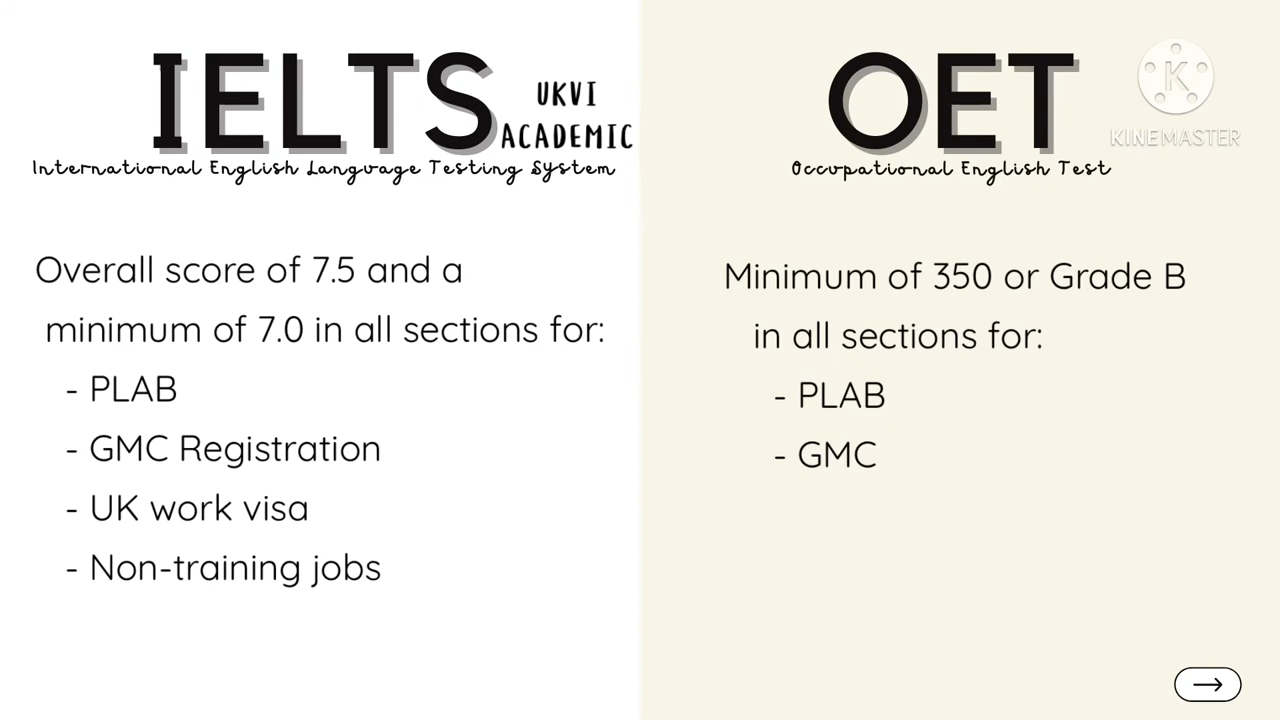 IELTS
UKVI
ACADEMIC
International English Language Testing System
Overall score of 7.5 and a
minimum of 7.0 in all sections for:
- PLAB
- GMC Registration
- UK work visa
- Non-training jobs
OET
K
KINEMASTER
Occupational English Test
Minimum of 350 or Grade B
in all sections for:
- PLAB
- GMC